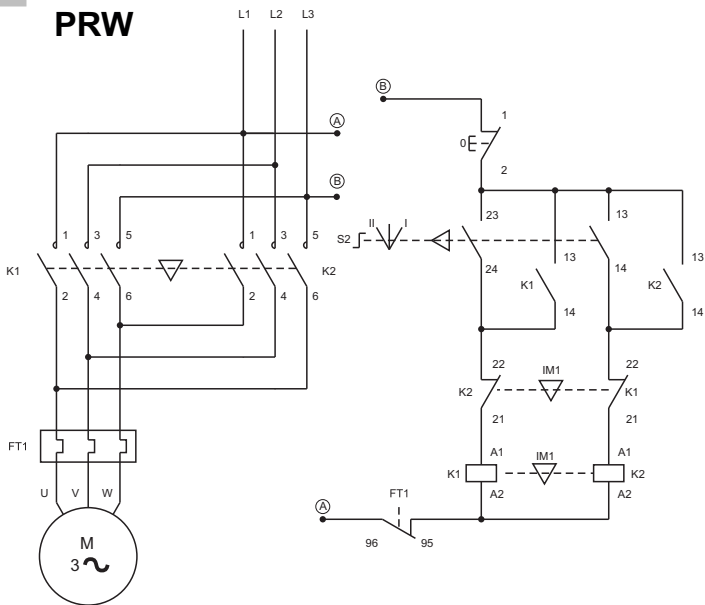 PRW
L1 L2 L3
A
B
1 3 5 1 3 5
K1 K2
2 4 6 2 4 6
FT1
U V W
M
3
B
1
0
2
23 13
II I
S2
13 13
24 14
K1 K2
14 14
22 IM1 22
K2 K1
21 21
A1 IM1 A1
K1 K2
A2 A2
FT1
A
96 95